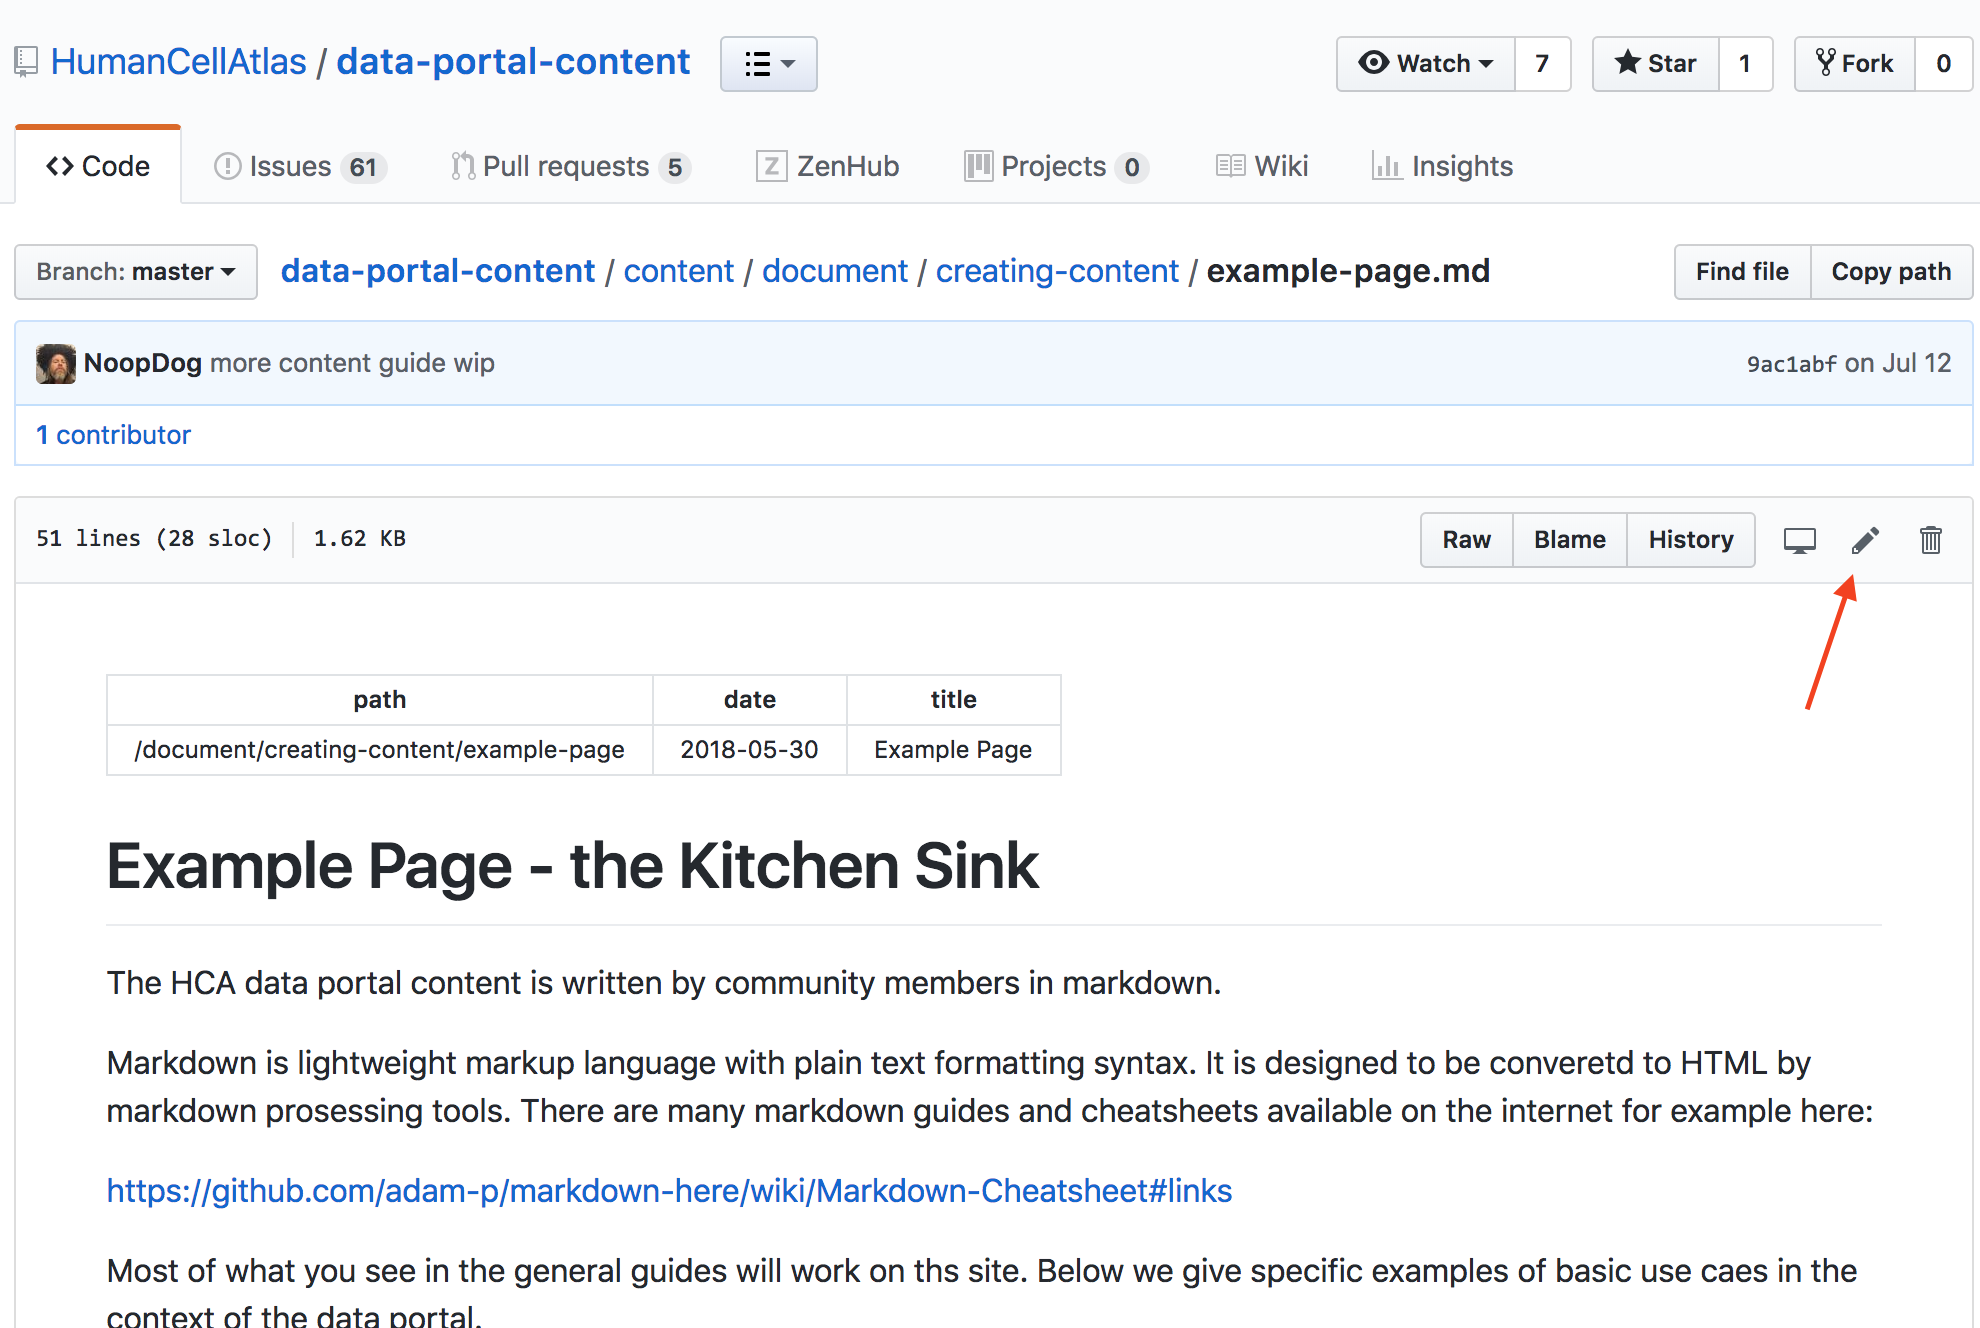 HumanCellAtlas / data-portal-content Watch 7 Star 1 Fork 0
Code Issues 61 Pull requests 5 Z ZenHub Projects 0 Wiki Insights
Branch: master data-portal-content / content / document / creating-content / example-page.md Find file Copy path
NoopDog more content guide wip 9ac1abf on Jul 12
1 contributor
51 lines (28 sloc) 1.62 KB Raw Blame History
path date title
/document/creating-content/example-page 2018-05-30 Example Page
Example Page - the Kitchen Sink
The HCA data portal content is written by community members in markdown.
Markdown is lightweight markup language with plain text formatting syntax. It is designed to be converetd to HTML by
markdown prosessing tools. There are many markdown guides and cheatsheets available on the internet for example here:
https://github.com/adam-p/markdown-here/wiki/Markdown-Cheatsheet#links
Most of what you see in the general guides will work on ths site. Below we give specific examples of basic use caes in the
context of the data portal.